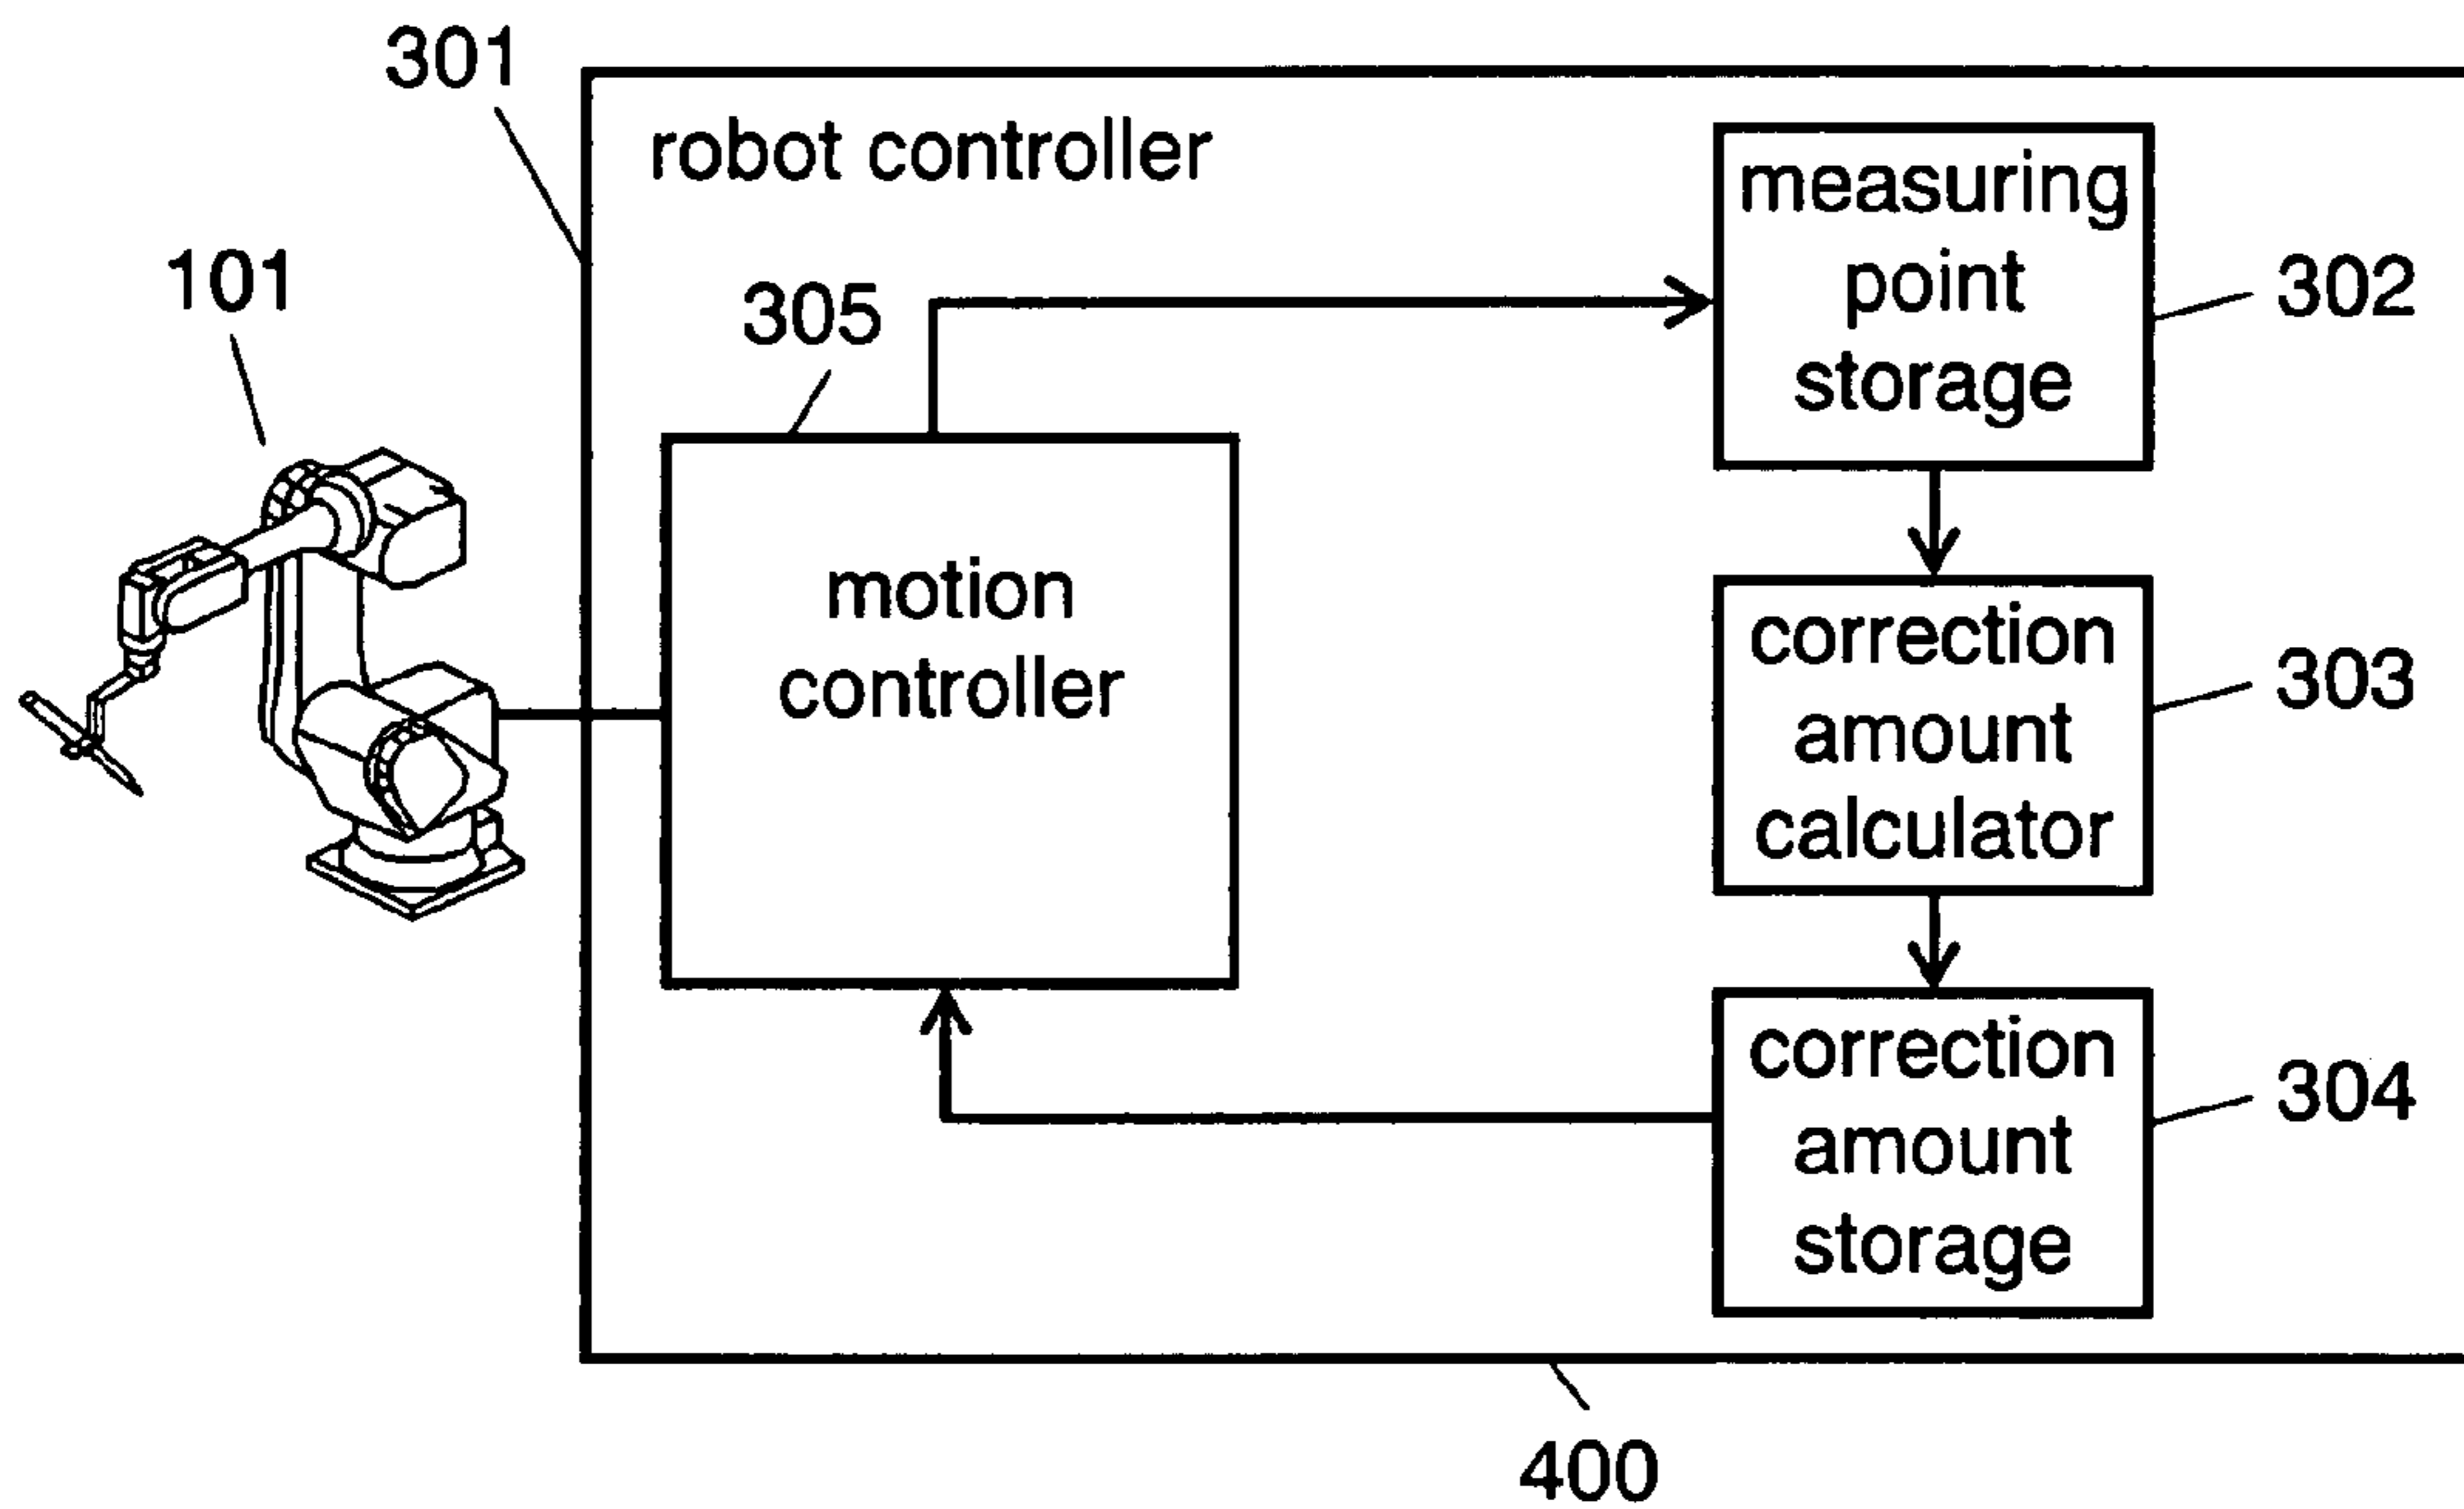 301
robot controller
101
305
measuring
point
storage
302
motion
controller
correction
amount
calculator
303
correction
amount
storage
304
400